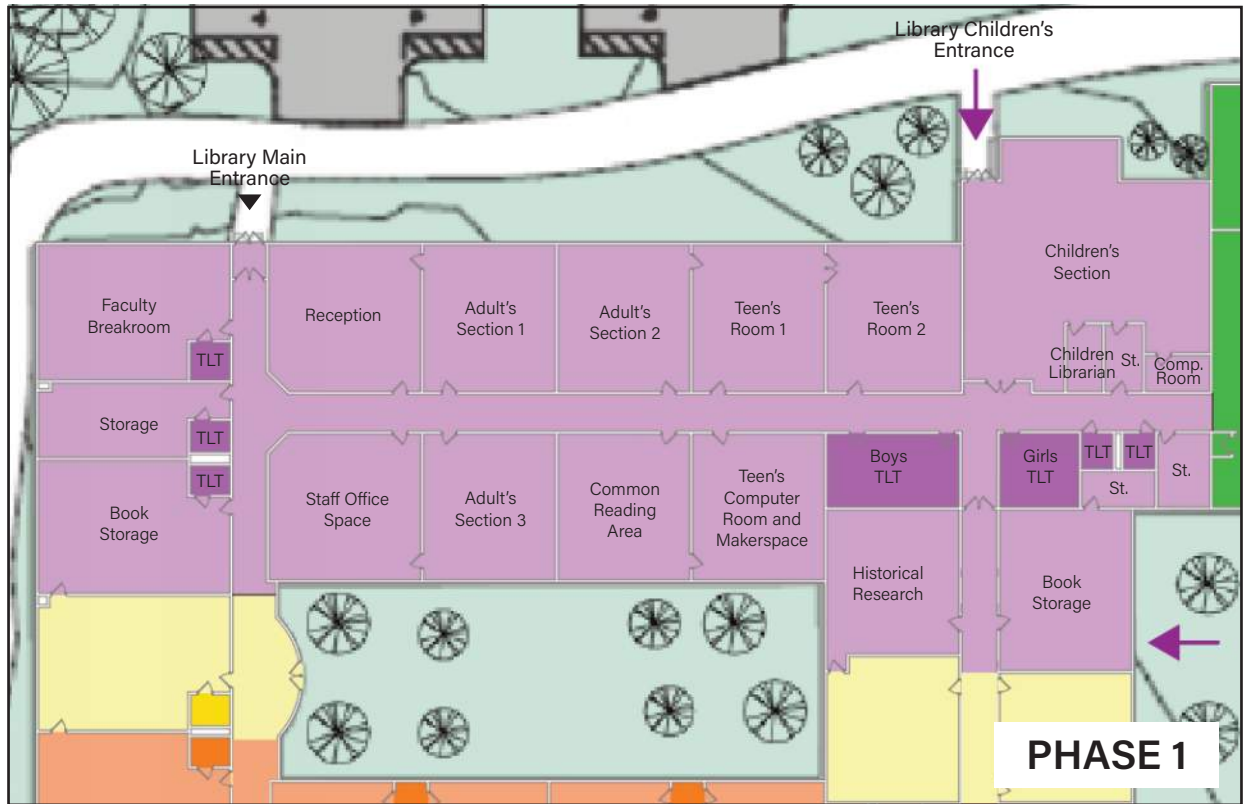 Library Children's
Entrance
Library Main
Entrance
Faculty
Breakroom
Reception
Adult's
Section 1
Adult's
Section 2
Teen's
Room 1
Teen's
Room 2
Children's
Section
TLT
Children
Librarian
St.
Comp.
Room
Storage
TLT
TLT
Book
Storage
Staff Office
Space
Adult's
Section 3
Common
Reading
Area
Teen's
Computer
Room and
Makerspace
Boys
TLT
Girls
TLT
TLT
TLT
St.
St.
Historical
Research
Book
Storage
PHASE 1